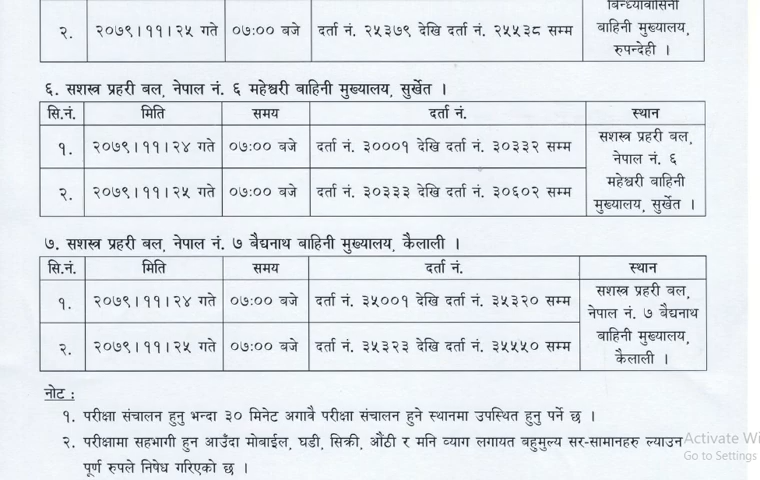 बिन्ध्यावासिनी
२. २०७९।११।२५ गते ०७:०० बजे दर्ता नं. २५३७९ देखि दर्ता नं. २५५३८ सम्म बाहिनी मुख्यालय,
रुपन्देही ।
६. सशस्त्र प्रहरी बल, नेपाल नं. ६ महेश्वरी बाहिनी मुख्यालय, सुर्खेत ।
सि.नं. मिति समय दर्ता नं. स्थान
१. २०७९।११।२४ गते ०७:०० बजे दर्ता नं. ३०००१ देखि दर्ता नं. ३०३३२ सम्म
२. २०७९।११।२५ गते ०७:०० बजे दर्ता नं. ३०३३३ देखि दर्ता नं. ३०६०२ सम्म
सशस्त्र प्रहरी बल,
नेपाल नं. ६
महेश्वरी बाहिनी
मुख्यालय, सुर्खेत ।
७. सशस्त्र प्रहरी बल, नेपाल नं. ७ बैद्यनाथ बाहिनी मुख्यालय, कैलाली ।
सि.नं. मिति समय दर्ता नं. स्थान
१. २०७९।११।२४ गते ०७:०० बजे दर्ता नं. ३५००१ देखि दर्ता नं. ३५३२० सम्म
२. २०७९।११।२५ गते ०७:०० बजे दर्ता नं. ३५३२३ देखि दर्ता नं. ३५५५० सम्म
सशस्त्र प्रहरी बल,
नेपाल नं. ७ बैद्यनाथ
बाहिनी मुख्यालय,
कैलाली ।
नोट :
१. परीक्षा संचालन हुनु भन्दा ३० मिनेट अगावै परीक्षा संचालन हुने स्थानमा उपस्थित हुनु पर्ने छ ।
२. परीक्षामा सहभागी हुन आउँदा मोबाईल, घडी, सिक्री, औंठी र मनि व्याग लगायत बहुमुल्य सर-सामानहरु ल्याउन
पूर्ण रुपले निषेध गरिएको छ ।
Activate Wi
Go to Settings